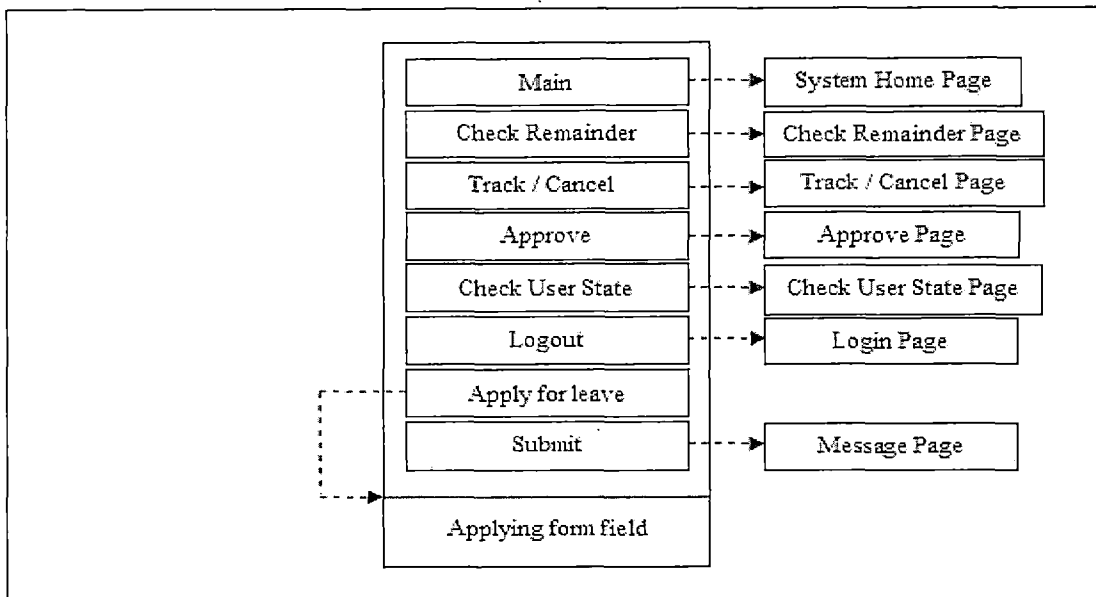 Main
System Home Page
Check Remainder
Check Remainder Page
Track / Cancel
Track / Cancel Page
Approve
Approve Page
Check User State
Check User State Page
Logout
Login Page
Apply for leave
Submit
Message Page
Applying form field